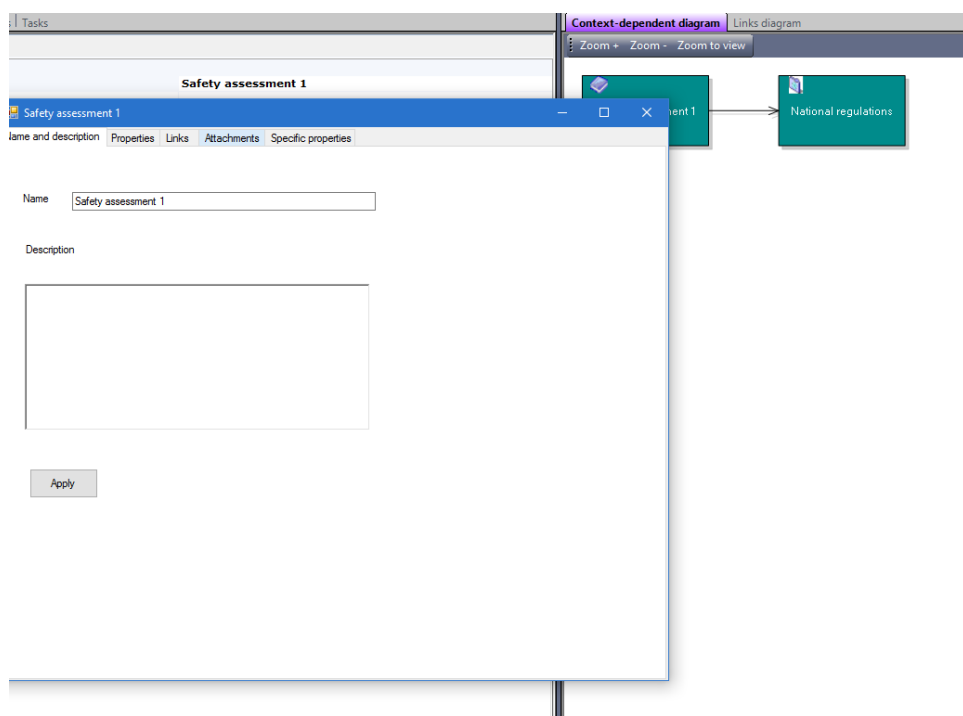 Tasks
Context-dependent diagram Links diagram
Zoom + Zoom - Zoom to view
Safety assessment 1
Safety assessment 1
ent 1
National regulations
Name and description Properties Links Attachments Specific properties
Name
Safety assessment 1
Description
Apply